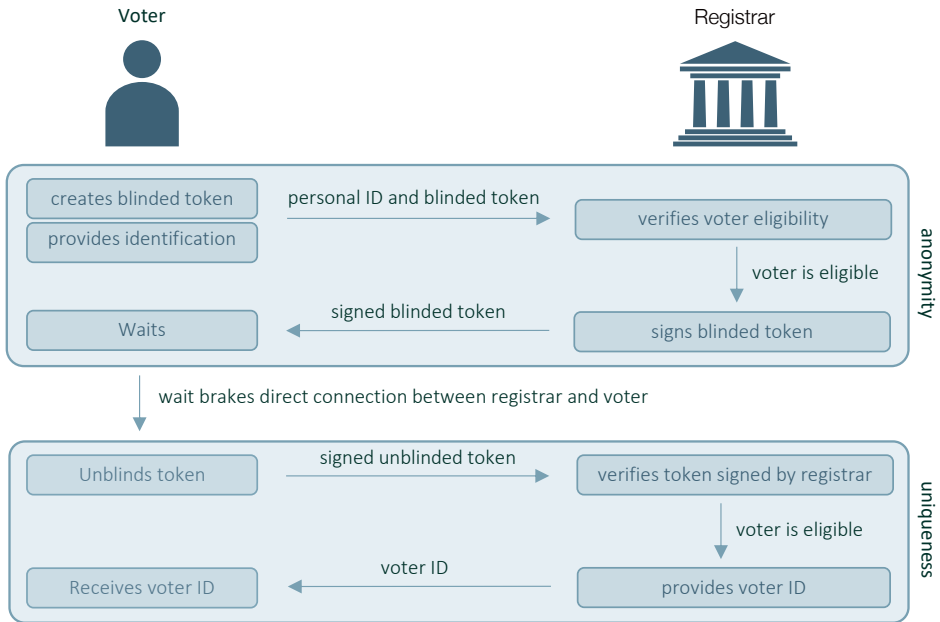 Voter
Registrar
creates blinded token
personal ID and blinded token
provides identification
verifies voter eligibility
voter is eligible
Waits
signed blinded token
signs blinded token
anonymity
wait brakes direct connection between registrar and voter
Unblinds token
signed unblinded token
verifies token signed by registrar
voter is eligible
Receives voter ID
voter ID
provides voter ID
uniqueness